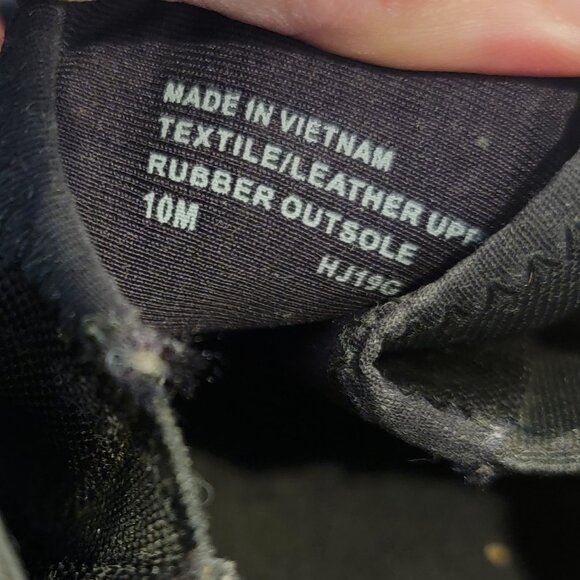 MADE IN VIETNAM
TEXTILE/LEATHER UPP
RUBBER OUTSOLE
10M
HJ19G